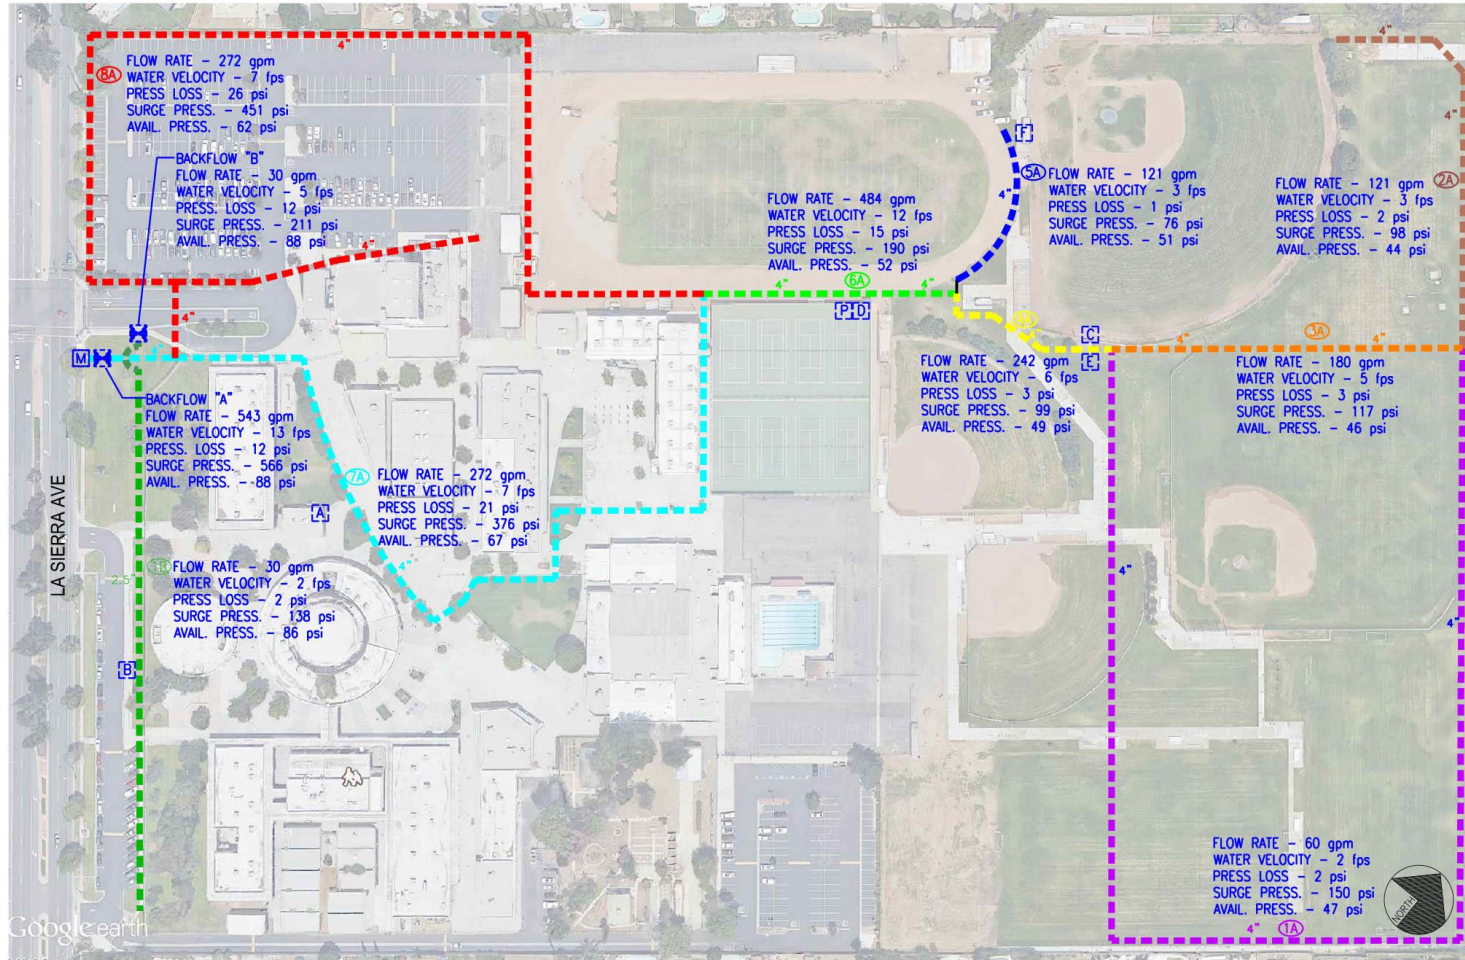 4"
8A
FLOW RATE - 272 gpm
WATER VELOCITY - 7 fps
PRESS LOSS - 26 psi
SURGE PRESS. - 451 psi
AVAIL. PRESS. - 62 psi
BACKFLOW "B"
FLOW RATE - 30 gpm
WATER VELOCITY - 5 fps
PRESS. LOSS - 12 psi
SURGE PRESS. - 211 psi
AVAIL. PRESS. - 88 psi
4"
4"
4"
M
BACKFLOW "A"
FLOW RATE - 543 gpm
WATER VELOCITY - 13 fps
PRESS. LOSS - 12 psi
SURGE PRESS. - 566 psi
AVAIL. PRESS. - 88 psi
LA SIERRA AVE
A
7A
FLOW RATE - 272 gpm
WATER VELOCITY - 7 fps
PRESS LOSS - 21 psi
SURGE PRESS. - 376 psi
AVAIL. PRESS. - 67 psi
4"
1B
2.5"
FLOW RATE - 30 gpm
WATER VELOCITY - 2 fps
PRESS LOSS - 2 psi
SURGE PRESS. - 138 psi
AVAIL. PRESS. - 86 psi
B
FLOW RATE - 484 gpm
WATER VELOCITY - 12 fps
PRESS LOSS - 15 psi
SURGE PRESS. - 190 psi
AVAIL. PRESS. - 52 psi
4"
6A
4"
P D
F
4"
5A
FLOW RATE - 121 gpm
WATER VELOCITY - 3 fps
PRESS LOSS - 1 psi
SURGE PRESS - 76 psi
AVAIL. PRESS. - 51 psi
4"
4"
2A
FLOW RATE - 121 gpm
WATER VELOCITY - 3 fps
PRESS LOSS - 2 psi
SURGE PRESS. - 98 psi
AVAIL. PRESS. - 44 psi
4A
4"
C
E
FLOW RATE - 242 gpm
WATER VELOCITY - 6 fps
PRESS LOSS - 3 psi
SURGE PRESS - 99 psi
AVAIL. PRESS. - 49 psi
4"
3A
4"
FLOW RATE - 180 gpm
WATER VELOCITY - 5 fps
PRESS LOSS - 3 psi
SURGE PRESS. - 117 psi
AVAIL. PRESS. - 46 psi
4"
4"
FLOW RATE - 60 gpm
WATER VELOCITY - 2 fps
PRESS LOSS - 2 psi
SURGE PRESS - 150 psi
AVAIL. PRESS. - 47 psi
4"
1A
NORTH
Google earth